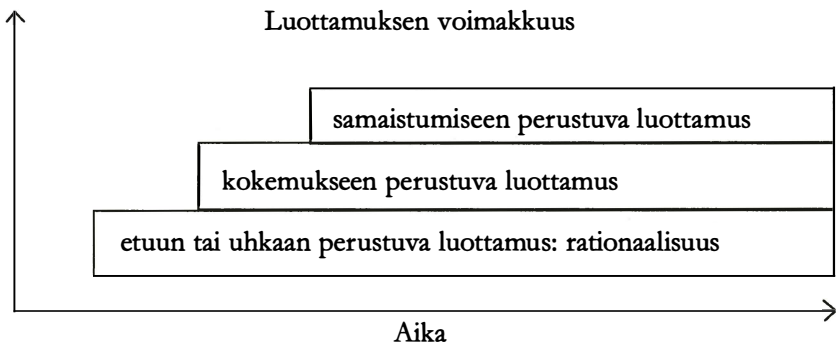 Luottamuksen voimakkuus
samaistumiseen perustuva luottamus
kokemukseen perustuva luottamus
etuun tai uhkaan perustuva luottamus: rationaalisuus
Aika